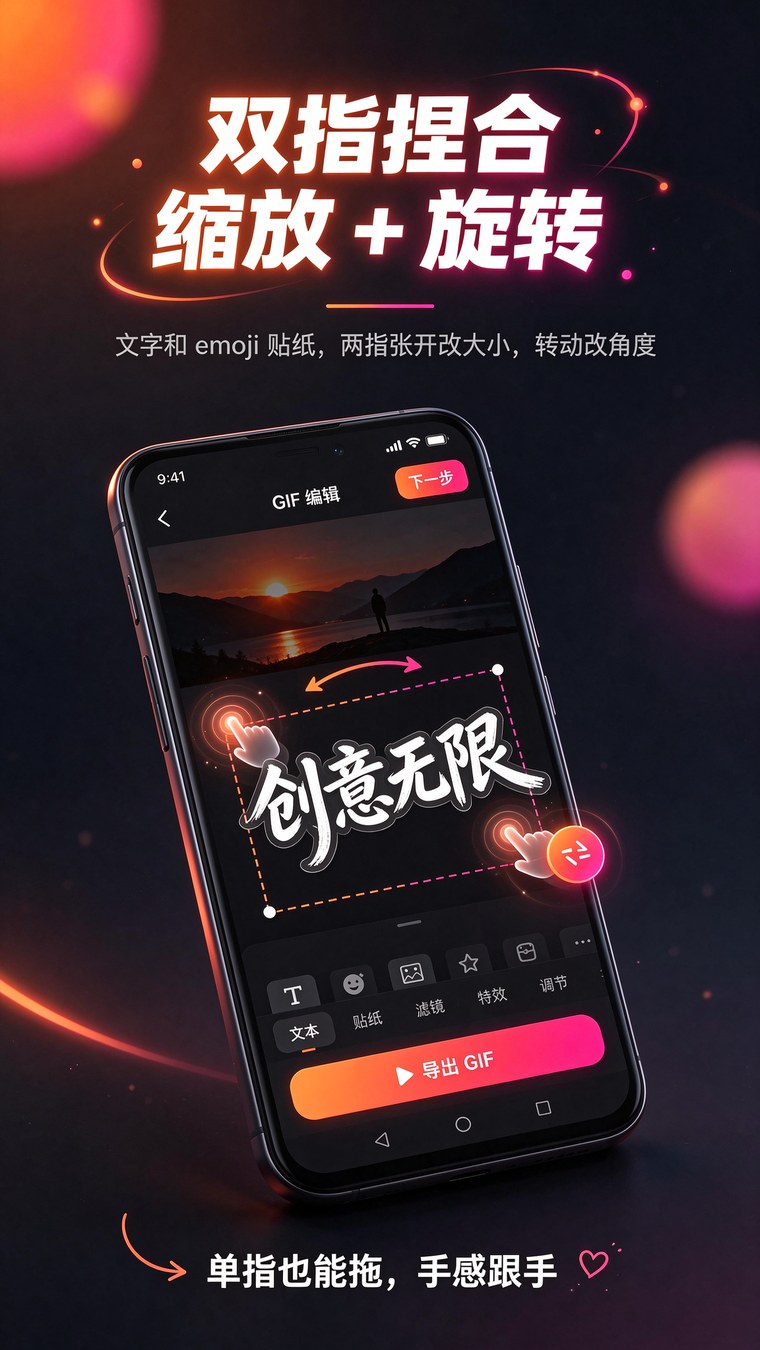 双指捏合
缩放 + 旋转
文字和 emoji 贴纸，两指张开改大小，转动改角度
9:41
GIF 编辑
下一步
创意无限
T
文本
贴纸
滤镜
特效
调节
导出 GIF
单指也能拖，手感跟手